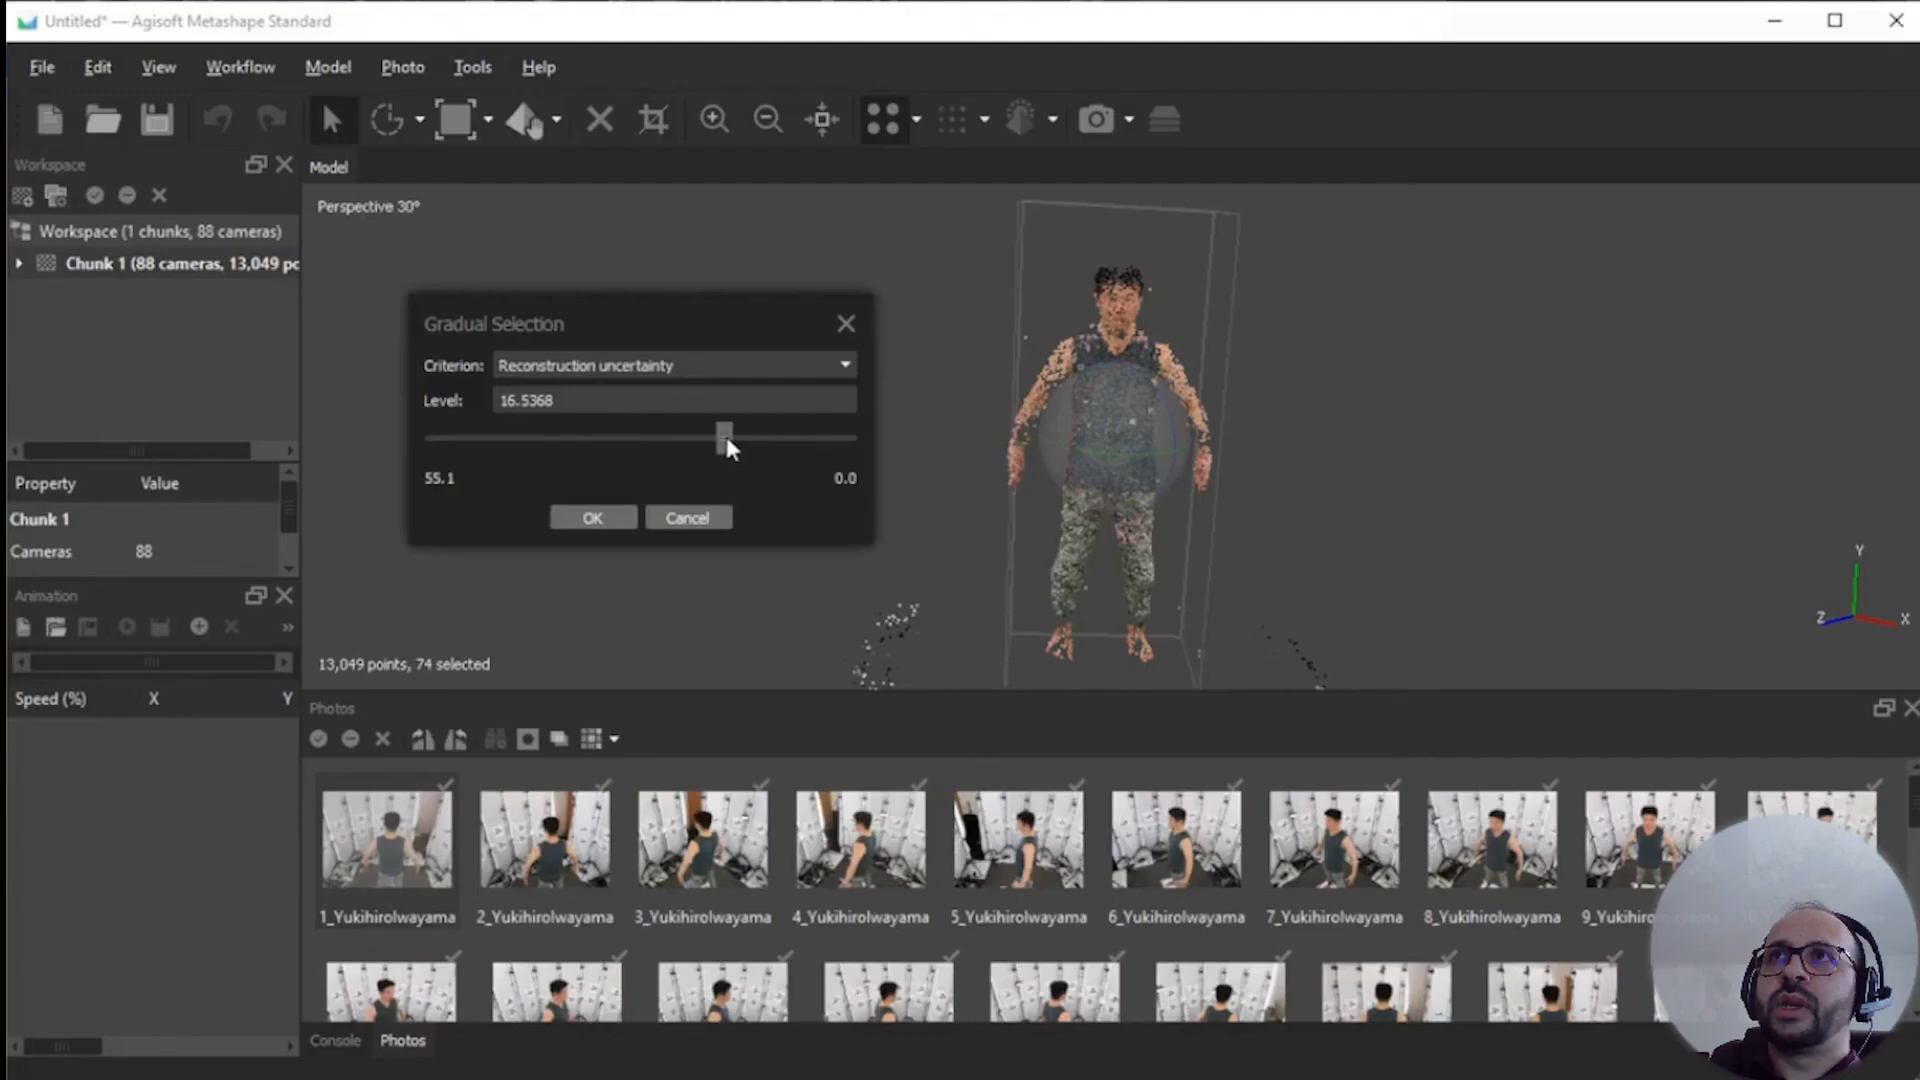 Untitled* — Agisoft Metashape Standard
File Edit View Workflow Model Photo Tools Help
Workspace
Model
Perspective 30°
Workspace (1 chunks, 88 cameras)
Chunk 1 (88 cameras, 13,049 pc
Gradual Selection
Criterion: Reconstruction uncertainty
Level: 16.5368
55.1 0.0
OK Cancel
Property Value
Chunk 1
Cameras 88
Y
Z X
Animation
13,049 points, 74 selected
Speed (%) X Y
Photos
1_YukihiroIwayama 2_YukihiroIwayama 3_YukihiroIwayama 4_YukihiroIwayama 5_YukihiroIwayama 6_YukihiroIwayama 7_YukihiroIwayama 8_YukihiroIwayama 9_Yukihiro
Console Photos